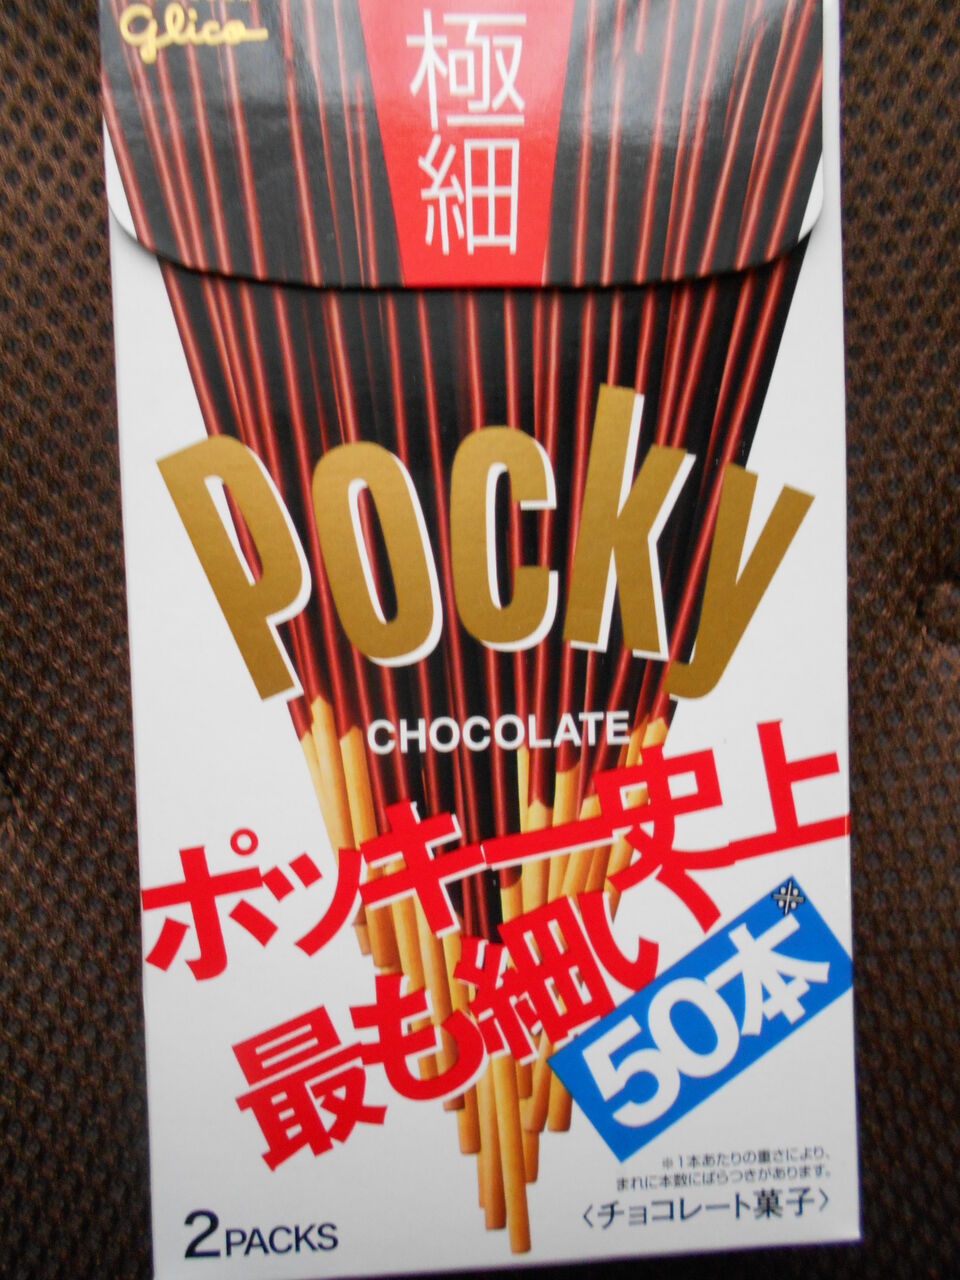 Glico
極細
POCKY
CHOCOLATE
ポッキー史上
最も細い
50本※
※1本あたりの重さにより、
まれに本数にばらつきがあります。
〈チョコレート菓子〉
2PACKS